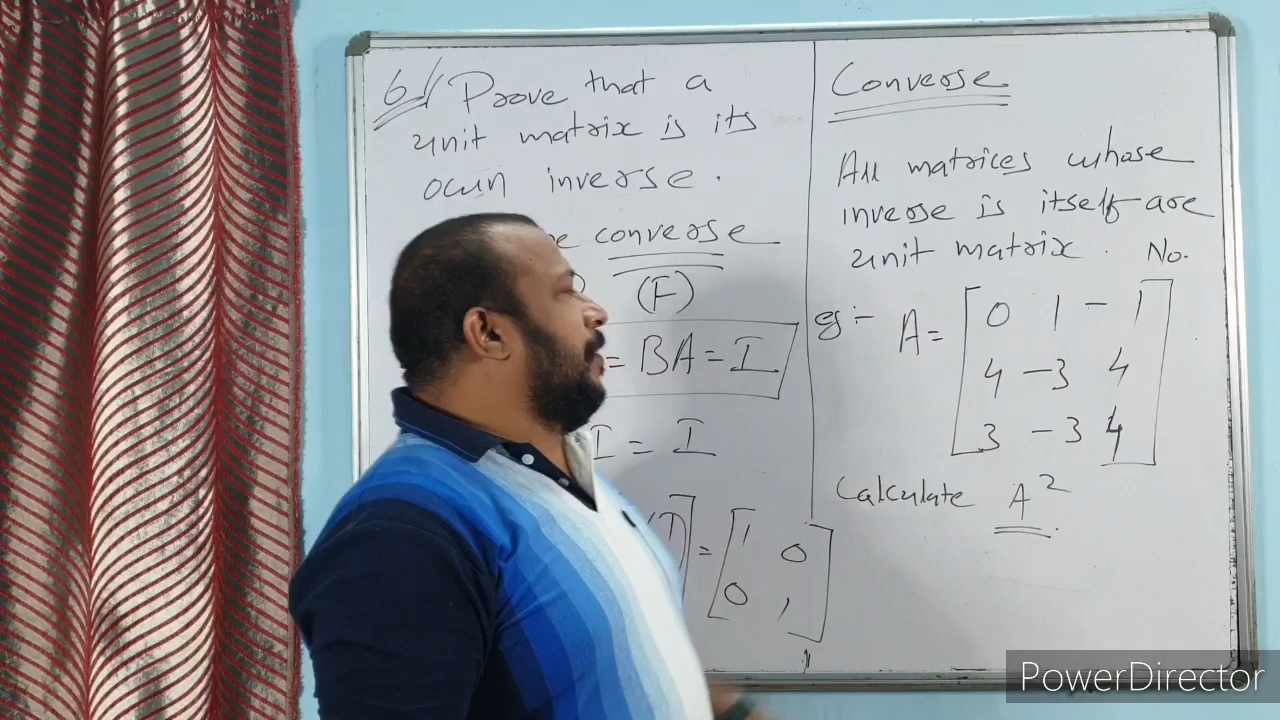 6 Prove that a
unit matrix is its
own inverse.
converse
(F)
= BA = I
I = I
= [1 0
0 1]
Converse
All matrices whose
inverse is itself are
unit matrix. No.
eg:- A = [0 1 -1
4 -3 4
3 -3 4]
Calculate A²
PowerDirector